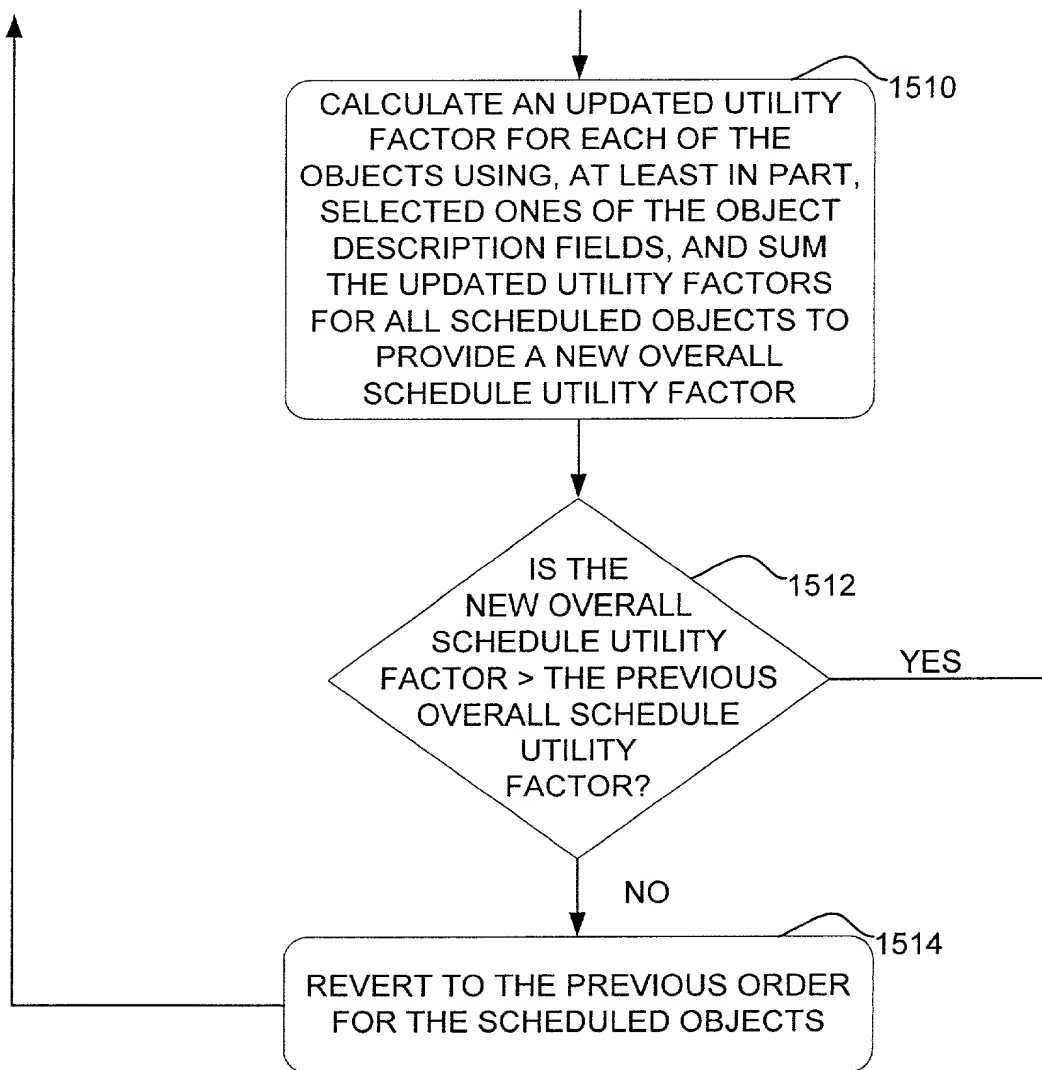 1510
CALCULATE AN UPDATED UTILITY
FACTOR FOR EACH OF THE
OBJECTS USING, AT LEAST IN PART,
SELECTED ONES OF THE OBJECT
DESCRIPTION FIELDS, AND SUM
THE UPDATED UTILITY FACTORS
FOR ALL SCHEDULED OBJECTS TO
PROVIDE A NEW OVERALL
SCHEDULE UTILITY FACTOR
1512
IS THE
NEW OVERALL
SCHEDULE UTILITY
FACTOR > THE PREVIOUS
OVERALL SCHEDULE
UTILITY
FACTOR?
YES
NO
1514
REVERT TO THE PREVIOUS ORDER
FOR THE SCHEDULED OBJECTS